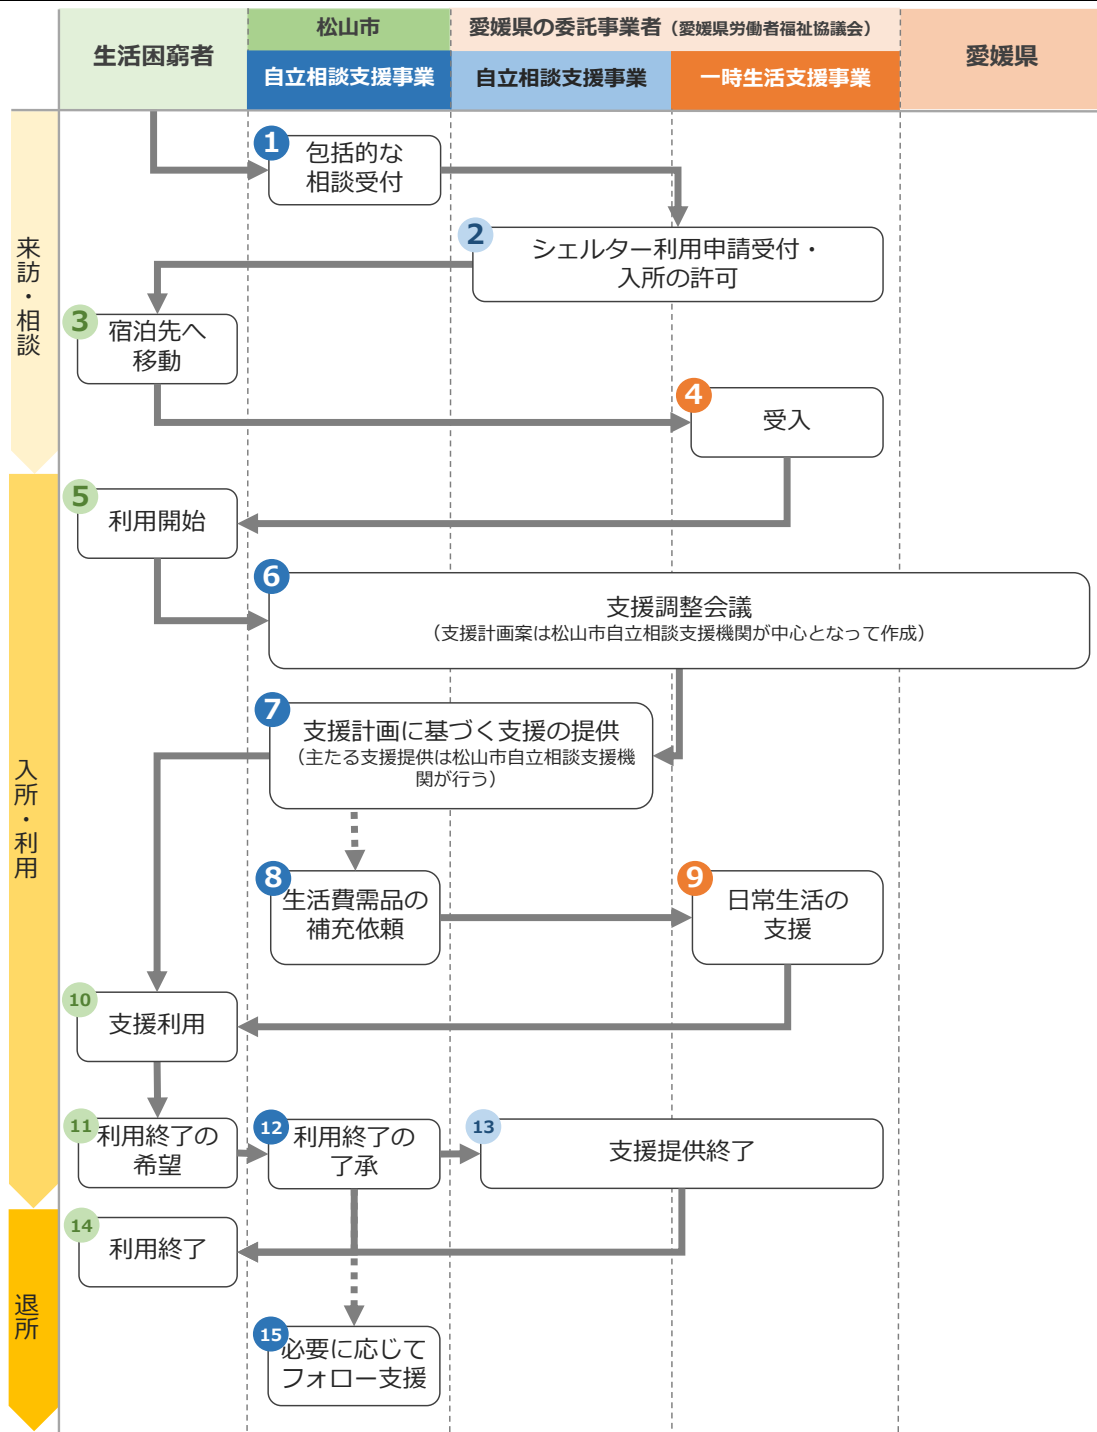 生活困窮者
松山市
愛媛県の委託事業者（愛媛県労働者福祉協議会）
愛媛県
自立相談支援事業
自立相談支援事業
一時生活支援事業
来訪・相談
1
包括的な
相談受付
2
シェルター利用申請受付・
入所の許可
3
宿泊先へ
移動
4
受入
入所・利用
5
利用開始
6
支援調整会議
（支援計画案は松山市自立相談支援機関が中心となって作成）
7
支援計画に基づく支援の提供
（主たる支援提供は松山市自立相談支援機
関が行う）
8
生活費需品の
補充依頼
9
日常生活の
支援
10
支援利用
11
利用終了の
希望
12
利用終了の
了承
13
支援提供終了
退所
14
利用終了
15
必要に応じて
フォロー支援